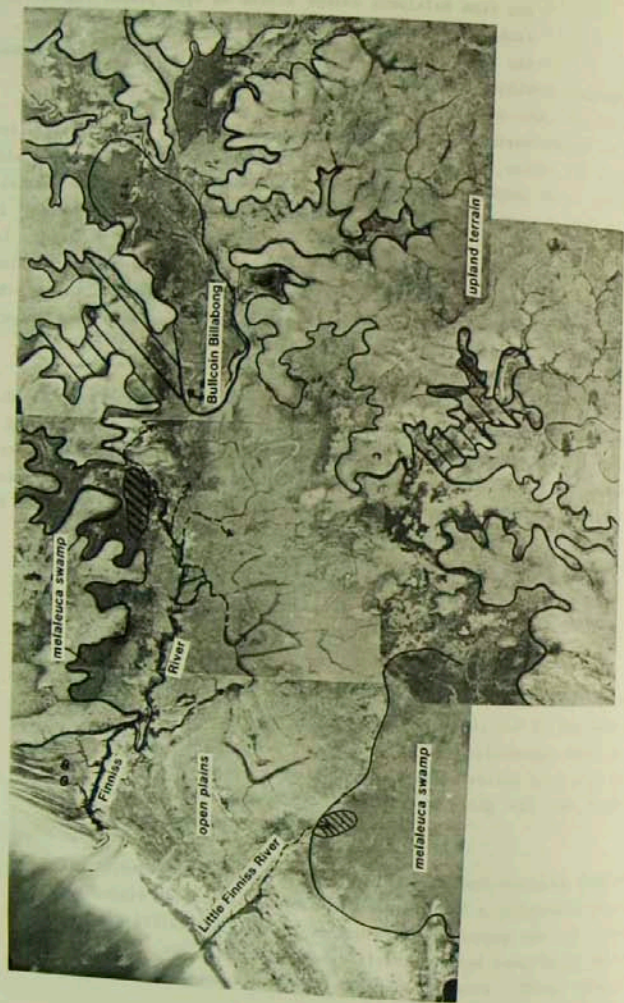 melaleuca swamp
Finniss
River
open plains
Bullcoin Billabong
Little Finniss River
melaleuca swamp
upland terrain